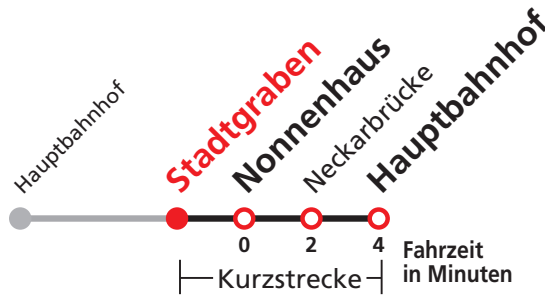 Hauptbahnhof
Stadtgraben
Nonnenhaus
Neckarbrücke
Hauptbahnhof
0 2 4 Fahrzeit
in Minuten
Kurzstrecke